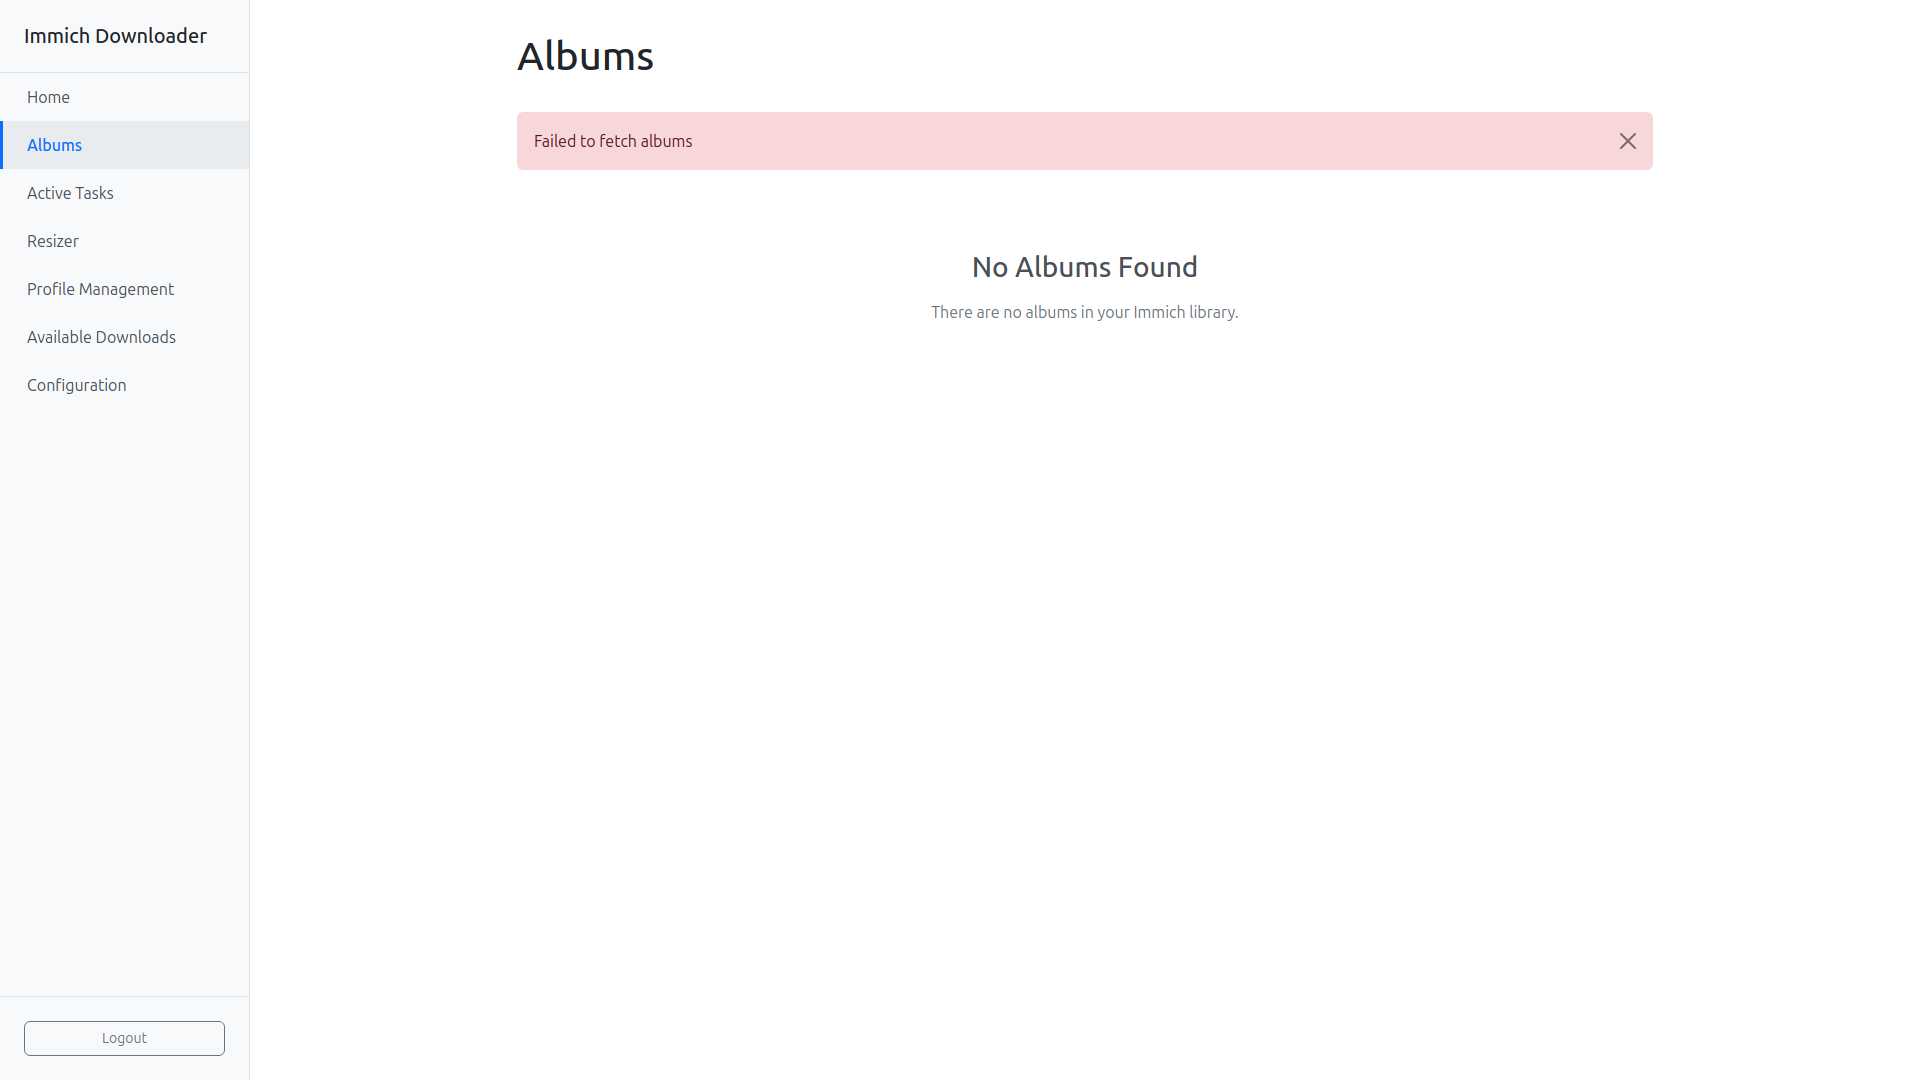 Immich Downloader
Home
Albums
Active Tasks
Resizer
Profile Management
Available Downloads
Configuration
Logout
Albums
Failed to fetch albums
No Albums Found
There are no albums in your Immich library.